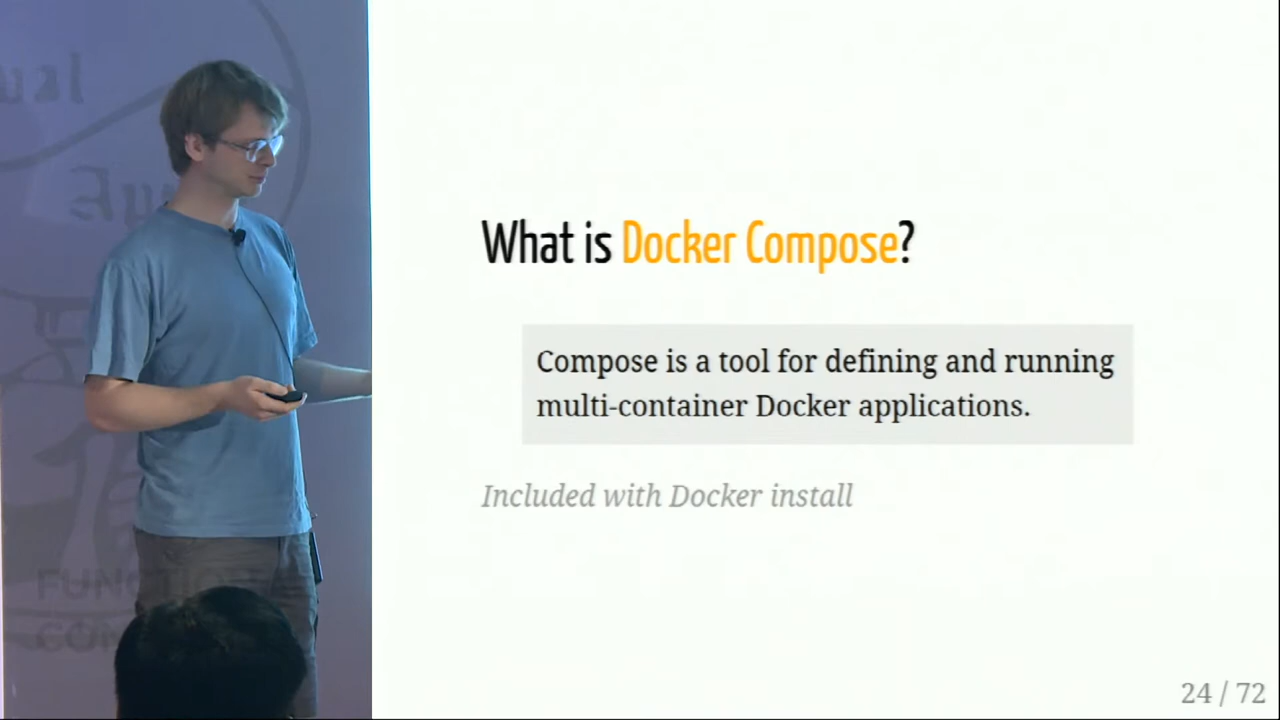 What is Docker Compose?
Compose is a tool for defining and running
multi-container Docker applications.
Included with Docker install
24 / 72